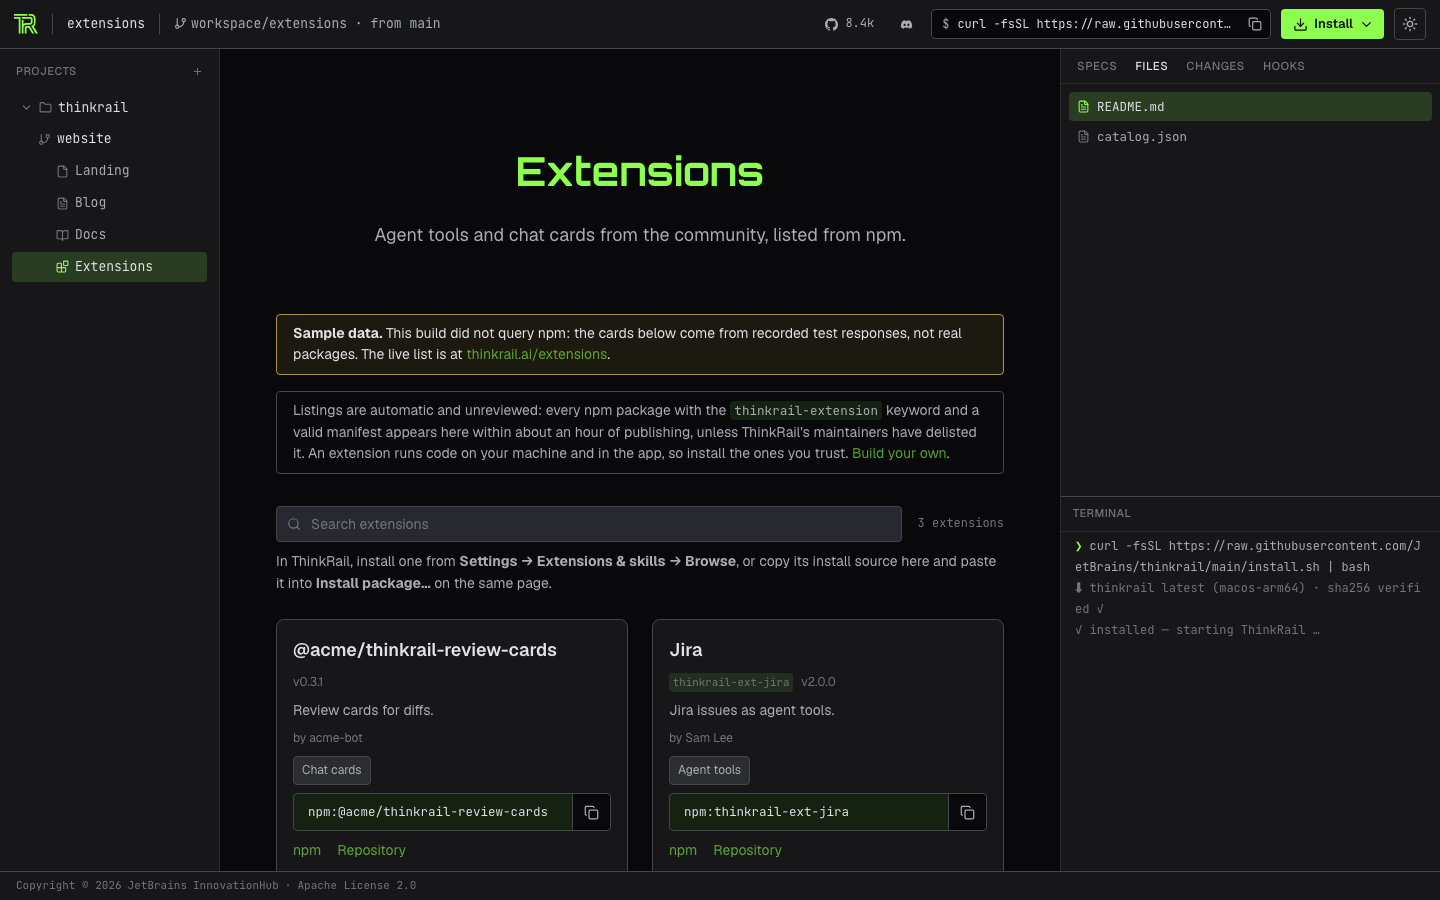 TR extensions workspace/extensions · from main 8.4k $ curl -fsSL https://raw.githubusercont… Install
PROJECTS +
thinkrail
website
Landing
Blog
Docs
Extensions
Extensions
Agent tools and chat cards from the community, listed from npm.
Sample data. This build did not query npm: the cards below come from recorded test responses, not real
packages. The live list is at thinkrail.ai/extensions.
Listings are automatic and unreviewed: every npm package with the thinkrail-extension keyword and a
valid manifest appears here within about an hour of publishing, unless ThinkRail's maintainers have delisted
it. An extension runs code on your machine and in the app, so install the ones you trust. Build your own.
Search extensions
3 extensions
In ThinkRail, install one from Settings → Extensions & skills → Browse, or copy its install source here and paste
it into Install package… on the same page.
@acme/thinkrail-review-cards
v0.3.1
Review cards for diffs.
by acme-bot
Chat cards
npm:@acme/thinkrail-review-cards
npm Repository
Jira
thinkrail-ext-jira v2.0.0
Jira issues as agent tools.
by Sam Lee
Agent tools
npm:thinkrail-ext-jira
npm Repository
SPECS FILES CHANGES HOOKS
README.md
catalog.json
TERMINAL
❯ curl -fsSL https://raw.githubusercontent.com/J
etBrains/thinkrail/main/install.sh | bash
⬇ thinkrail latest (macos-arm64) · sha256 verifi
ed √
√ installed — starting ThinkRail …
Copyright © 2026 JetBrains InnovationHub · Apache License 2.0